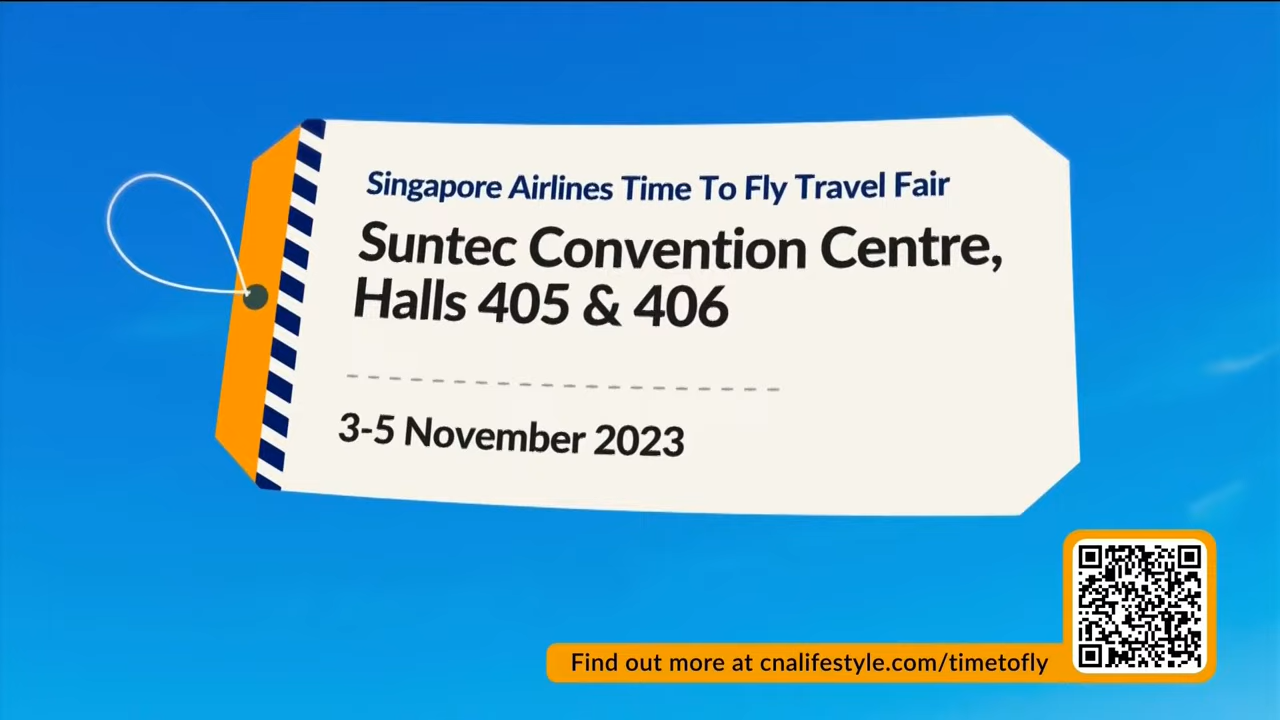 Singapore Airlines Time To Fly Travel Fair
Suntec Convention Centre,
Halls 405 & 406
3-5 November 2023
Find out more at cnalifestyle.com/timetofly